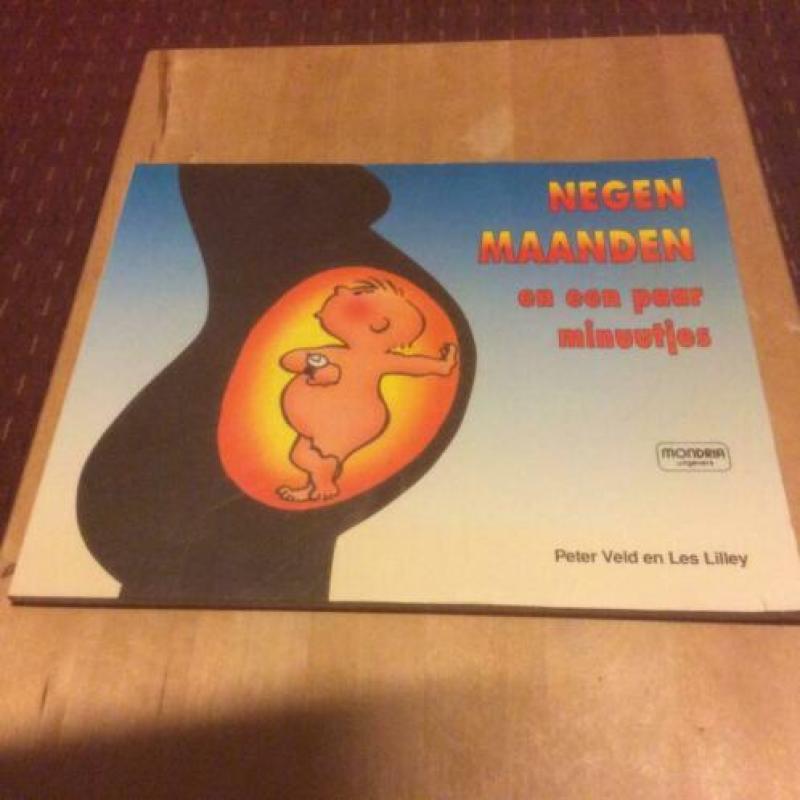 NEGEN
MAANDEN
en een paar
minuutjes
MONDRIA
uitgevers
Peter Veld en Les Lilley